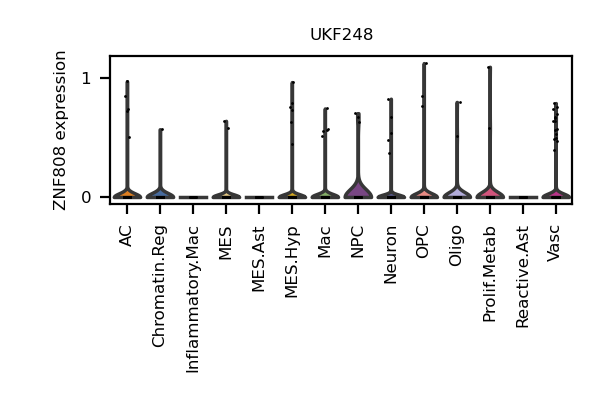 UKF248
ZNF808 expression
1
0
AC
Chromatin.Reg
Inflammatory.Mac
MES
MES.Ast
MES.Hyp
Mac
NPC
Neuron
OPC
Oligo
Prolif.Metab
Reactive.Ast
Vasc